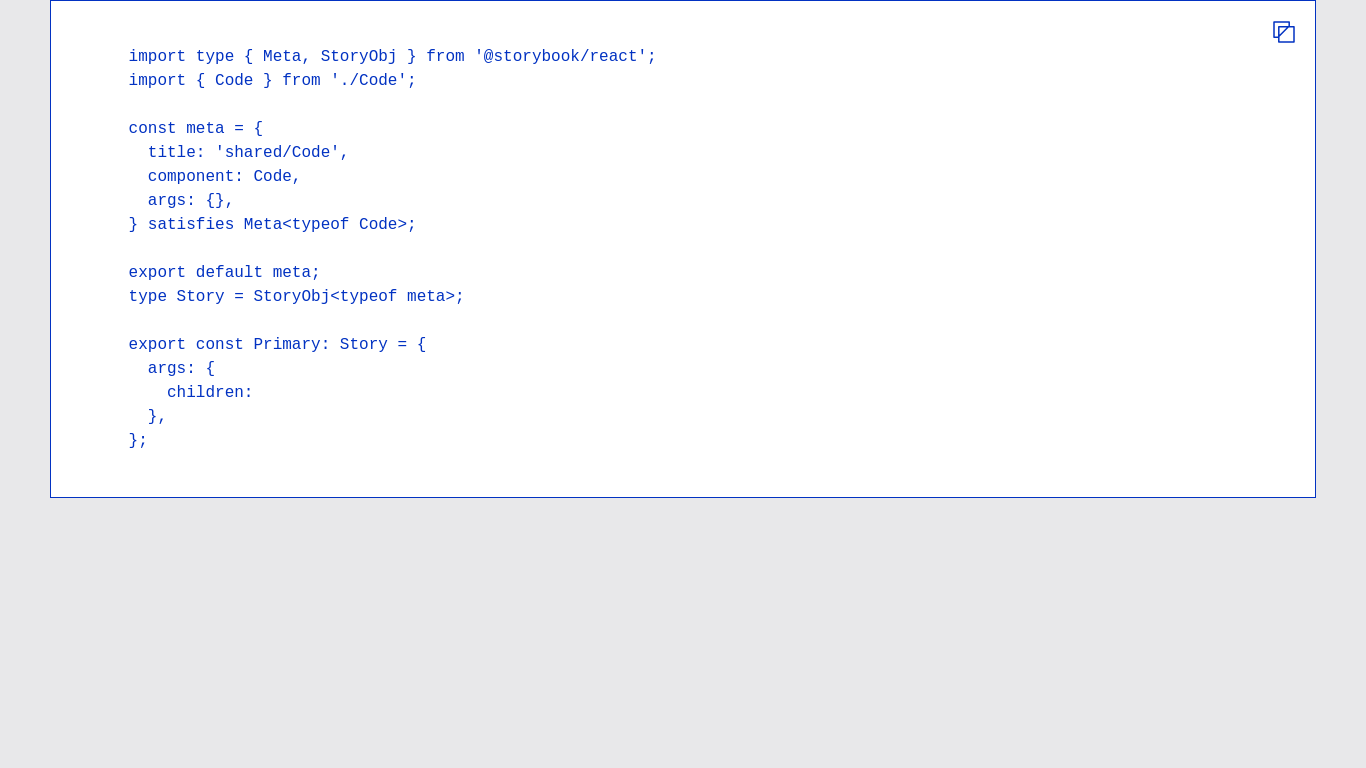 import type { Meta, StoryObj } from '@storybook/react';
import { Code } from './Code';

const meta = {
  title: 'shared/Code',
  component: Code,
  args: {},
} satisfies Meta<typeof Code>;

export default meta;
type Story = StoryObj<typeof meta>;

export const Primary: Story = {
  args: {
    children:
  },
};